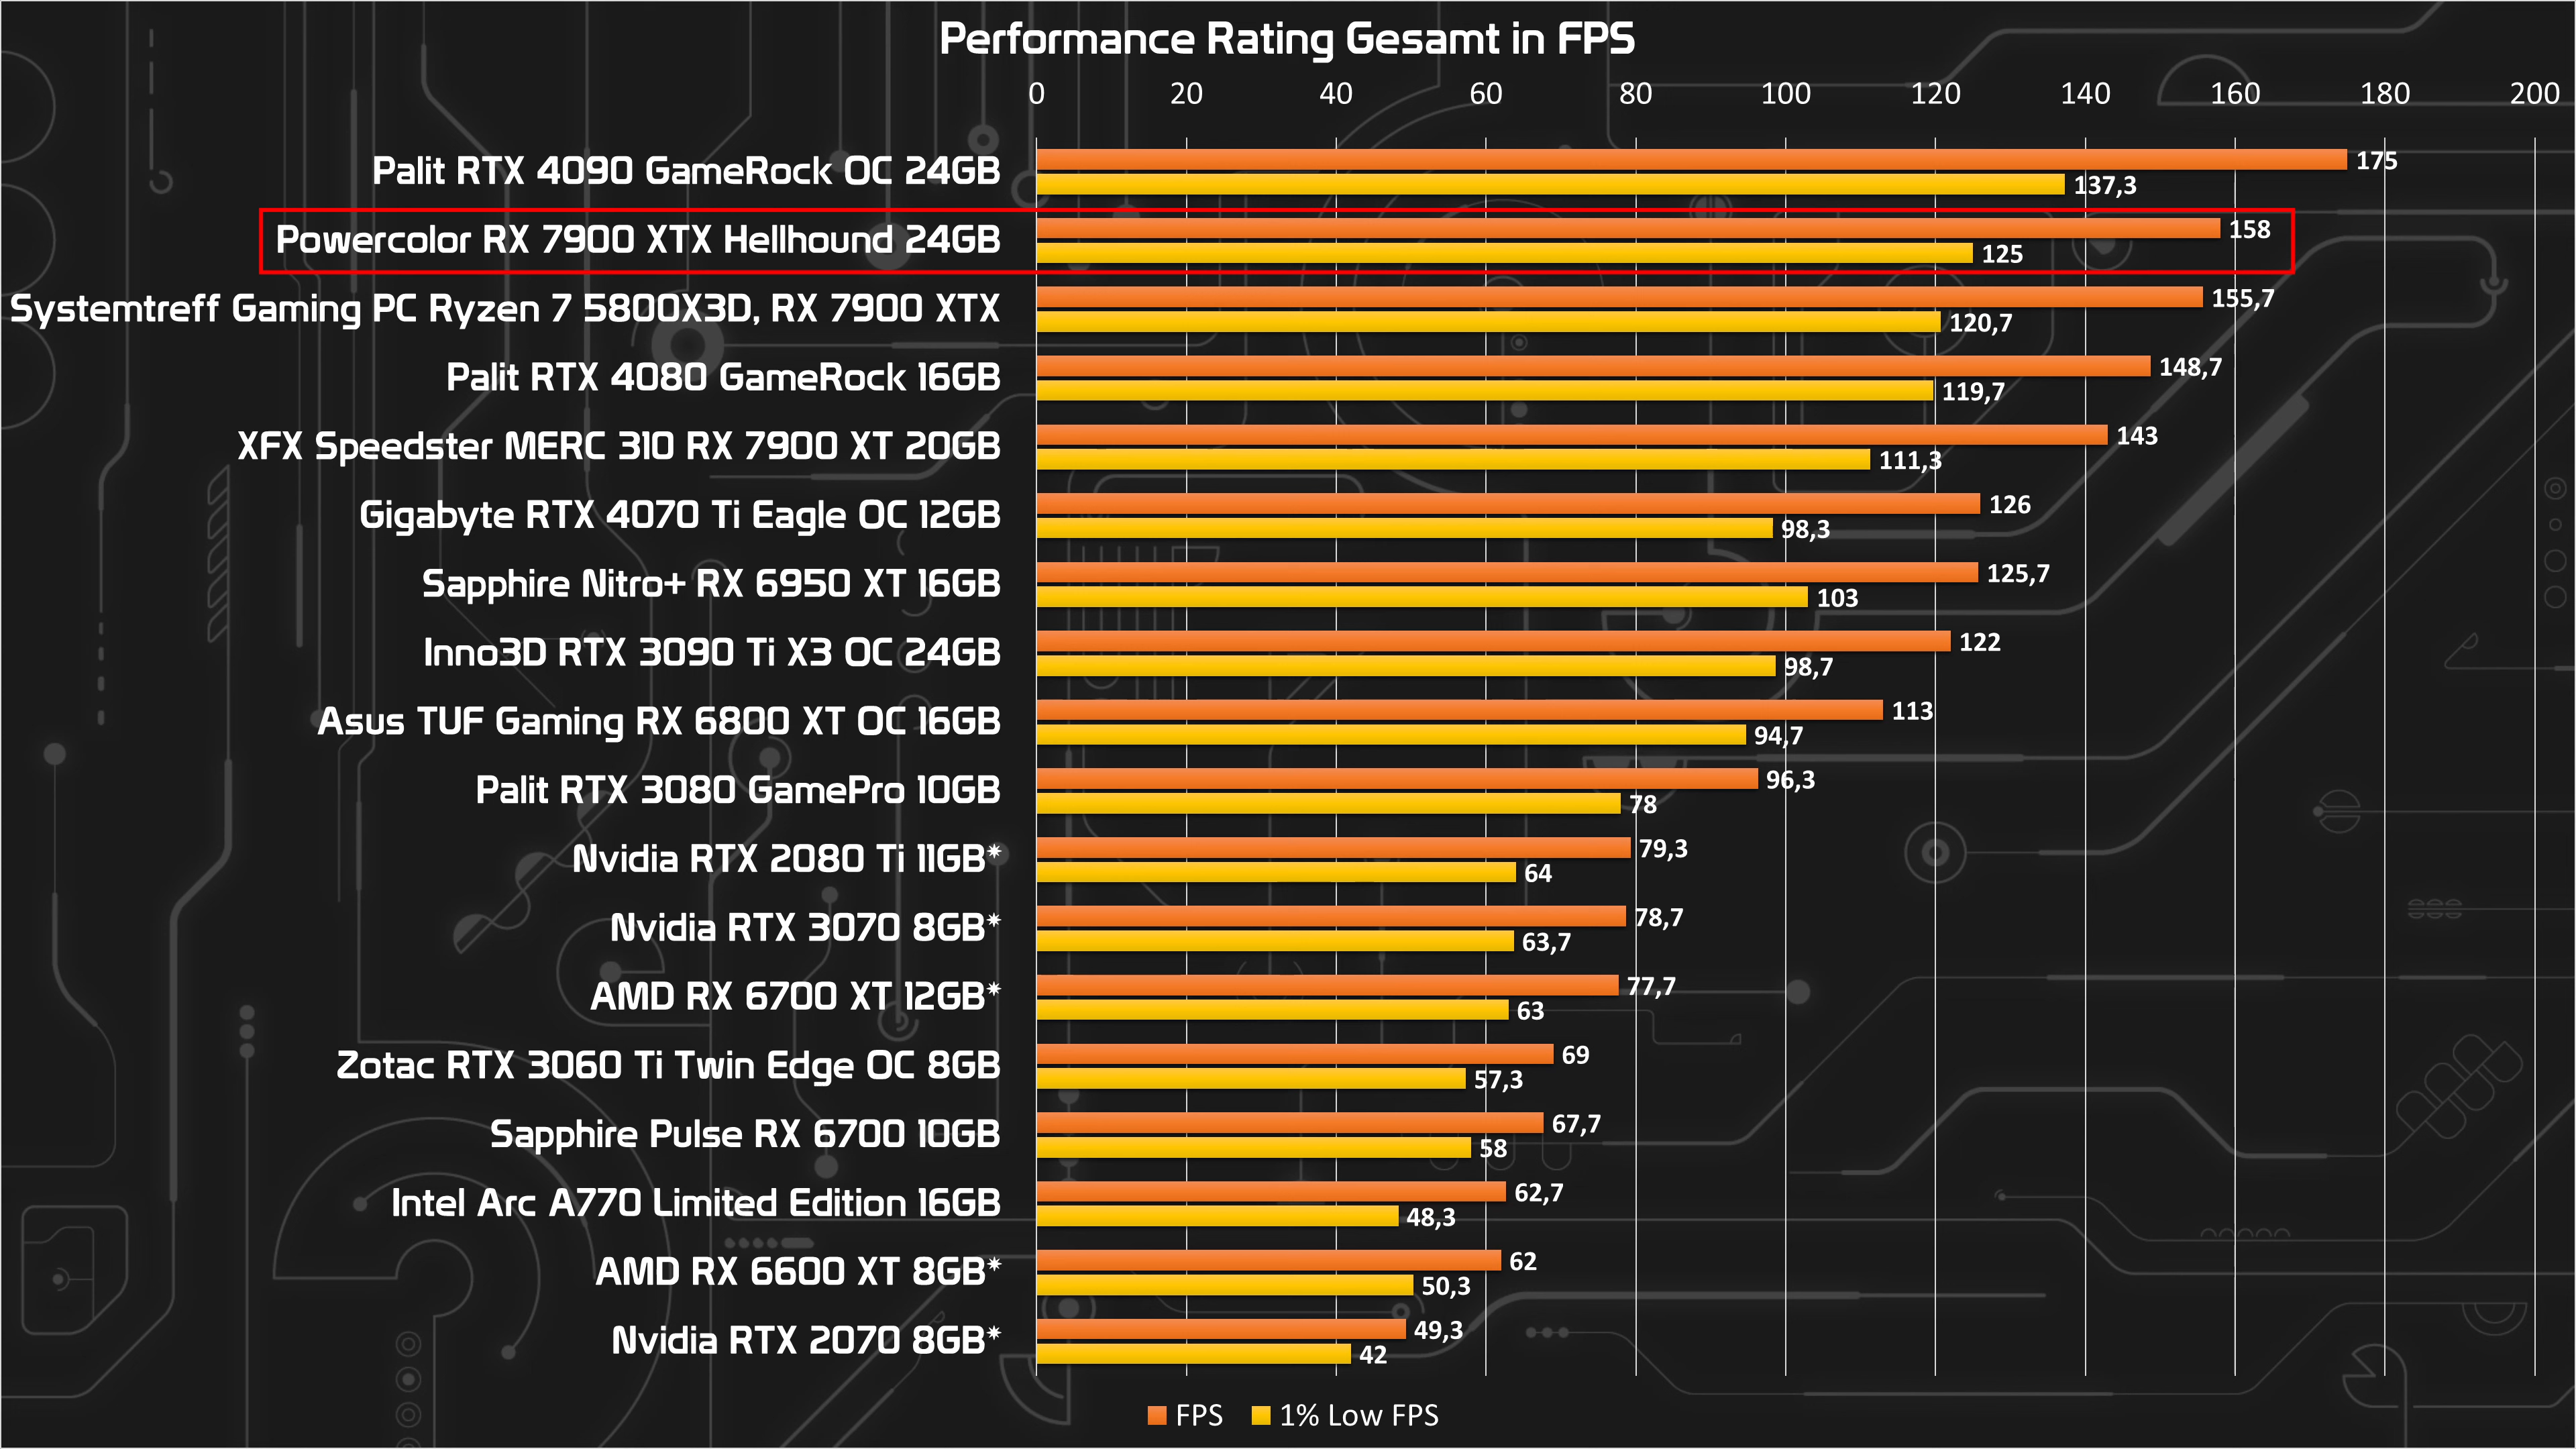 Performance Rating Gesamt in FPS
0 20 40 60 80 100 120 140 160 180 200
Palit RTX 4090 GameRock OC 24GB 175 137,3
Powercolor RX 7900 XTX Hellhound 24GB 158 125
Systemtreff Gaming PC Ryzen 7 5800X3D, RX 7900 XTX 155,7 120,7
Palit RTX 4080 GameRock 16GB 148,7 119,7
XFX Speedster MERC 310 RX 7900 XT 20GB 143 111,3
Gigabyte RTX 4070 Ti Eagle OC 12GB 126 98,3
Sapphire Nitro+ RX 6950 XT 16GB 125,7 103
Inno3D RTX 3090 Ti X3 OC 24GB 122 98,7
Asus TUF Gaming RX 6800 XT OC 16GB 113 94,7
Palit RTX 3080 GamePro 10GB 96,3 78
Nvidia RTX 2080 Ti 11GB* 79,3 64
Nvidia RTX 3070 8GB* 78,7 63,7
AMD RX 6700 XT 12GB* 77,7 63
Zotac RTX 3060 Ti Twin Edge OC 8GB 69 57,3
Sapphire Pulse RX 6700 10GB 67,7 58
Intel Arc A770 Limited Edition 16GB 62,7 48,3
AMD RX 6600 XT 8GB* 62 50,3
Nvidia RTX 2070 8GB* 49,3 42
FPS 1% Low FPS